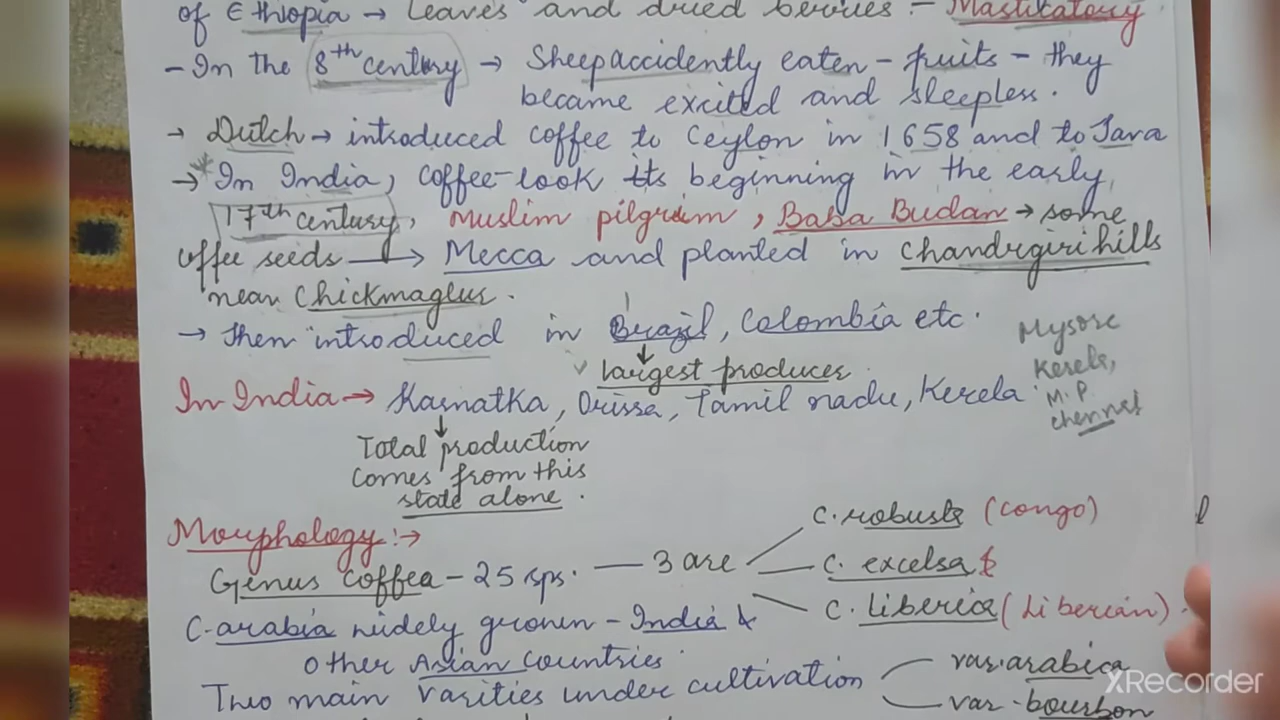 of Ethiopia → Leaves and dried berries. - Masticatory
- In the 8th century → Sheep accidently eaten - fruits - they
became excited and sleepless.
→ Dutch → introduced coffee to Ceylon in 1658 and to Java
→ * In India, coffee took its beginning in the early
17th century, Muslim pilgrim, Baba Budan → some
coffee seeds → Mecca and planted in Chandrgiri hills
near Chickmaglur.
→ then introduced in Brazil, Colombia etc.
↓
largest producer
In India → Karnatka, Orissa, Tamil nadu, Kerela
Mysore
Kerela,
M.P.
chennai
↓
Total production
comes from this
state alone.
Morphology :→
Genus coffea - 25 sps. — 3 are
C. robusta (congo)
C. excelsa
C. Liberica (Liberian)
C. arabia widely grown - India &
other Asian countries.
Two main varities under cultivation
var. arabica
var. bourbon
XRecorder